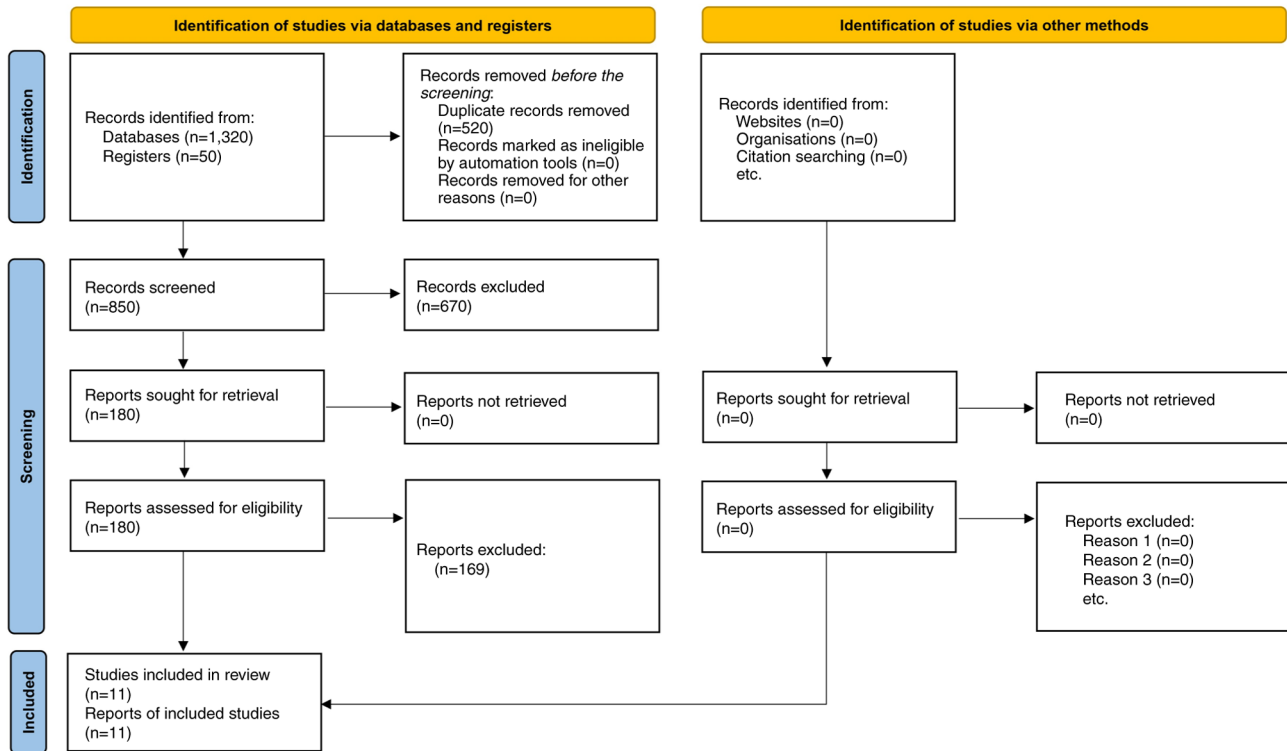 Identification of studies via databases and registers
Identification of studies via other methods
Identification
Records identified from:
Databases (n=1,320)
Registers (n=50)
Records removed before the
screening:
Duplicate records removed
(n=520)
Records marked as ineligible
by automation tools (n=0)
Records removed for other
reasons (n=0)
Records identified from:
Websites (n=0)
Organisations (n=0)
Citation searching (n=0)
etc.
Screening
Records screened
(n=850)
Records excluded
(n=670)
Reports sought for retrieval
(n=180)
Reports not retrieved
(n=0)
Reports sought for retrieval
(n=0)
Reports not retrieved
(n=0)
Reports assessed for eligibility
(n=180)
Reports excluded:
(n=169)
Reports assessed for eligibility
(n=0)
Reports excluded:
Reason 1 (n=0)
Reason 2 (n=0)
Reason 3 (n=0)
etc.
Included
Studies included in review
(n=11)
Reports of included studies
(n=11)